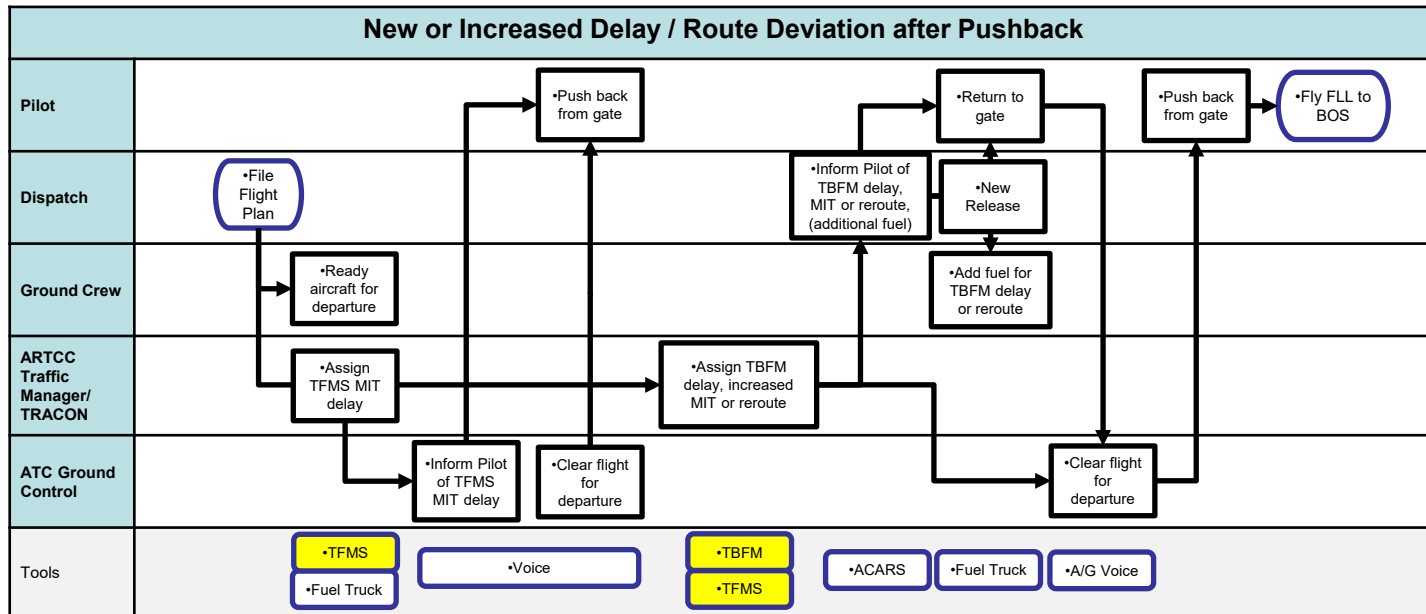 New or Increased Delay / Route Deviation after Pushback
Pilot
•Push back
from gate
•Return to
gate
•Push back
from gate
•Fly FLL to
BOS
Dispatch
•File
Flight
Plan
•Inform Pilot of
TBFM delay,
MIT or reroute,
(additional fuel)
•New
Release
Ground Crew
•Ready
aircraft for
departure
•Add fuel for
TBFM delay
or reroute
ARTCC
Traffic
Manager/
TRACON
•Assign
TFMS MIT
delay
•Assign TBFM
delay, increased
MIT or reroute
ATC Ground
Control
•Inform Pilot
of TFMS
MIT delay
•Clear flight
for
departure
•Clear flight
for
departure
Tools
•TFMS
•Fuel Truck
•Voice
•TBFM
•TFMS
•ACARS
•Fuel Truck
•A/G Voice